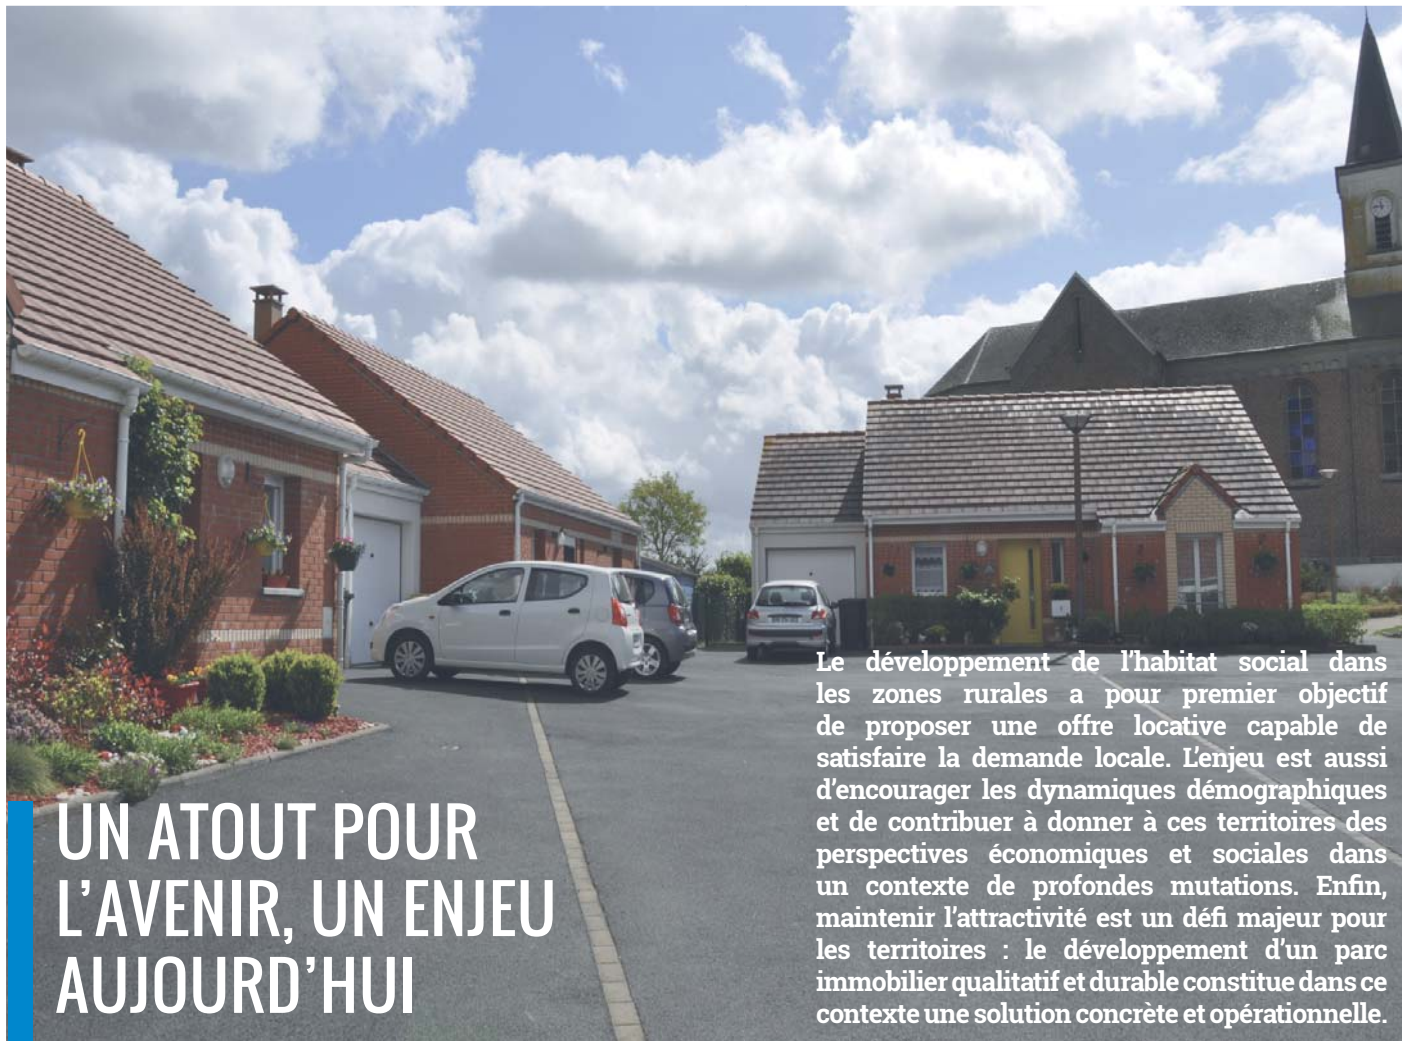 UN ATOUT POUR
L'AVENIR, UN ENJEU
AUJOURD'HUI
Le développement de l'habitat social dans
les zones rurales a pour premier objectif
de proposer une offre locative capable de
satisfaire la demande locale. L'enjeu est aussi
d'encourager les dynamiques démographiques
et de contribuer à donner à ces territoires des
perspectives économiques et sociales dans
un contexte de profondes mutations. Enfin,
maintenir l'attractivité est un défi majeur pour
les territoires : le développement d'un parc
immobilier qualitatif et durable constitue dans ce
contexte une solution concrète et opérationnelle.